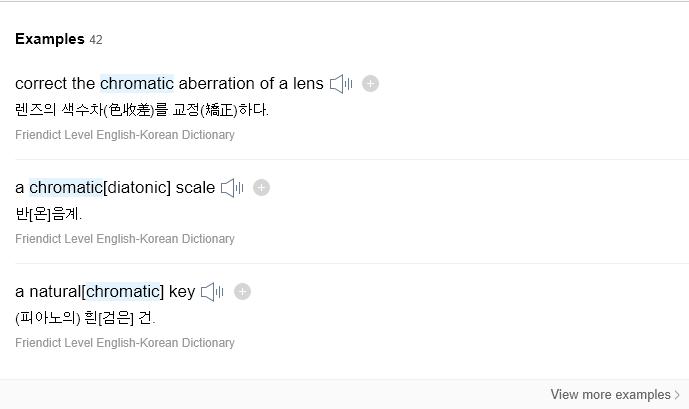 Examples 42
correct the chromatic aberration of a lens
렌즈의 색수차(色收差)를 교정(矯正)하다.
Friendict Level English-Korean Dictionary
a chromatic[diatonic] scale
반[온]음계.
Friendict Level English-Korean Dictionary
a natural[chromatic] key
(피아노의) 흰[검은] 건.
Friendict Level English-Korean Dictionary
View more examples